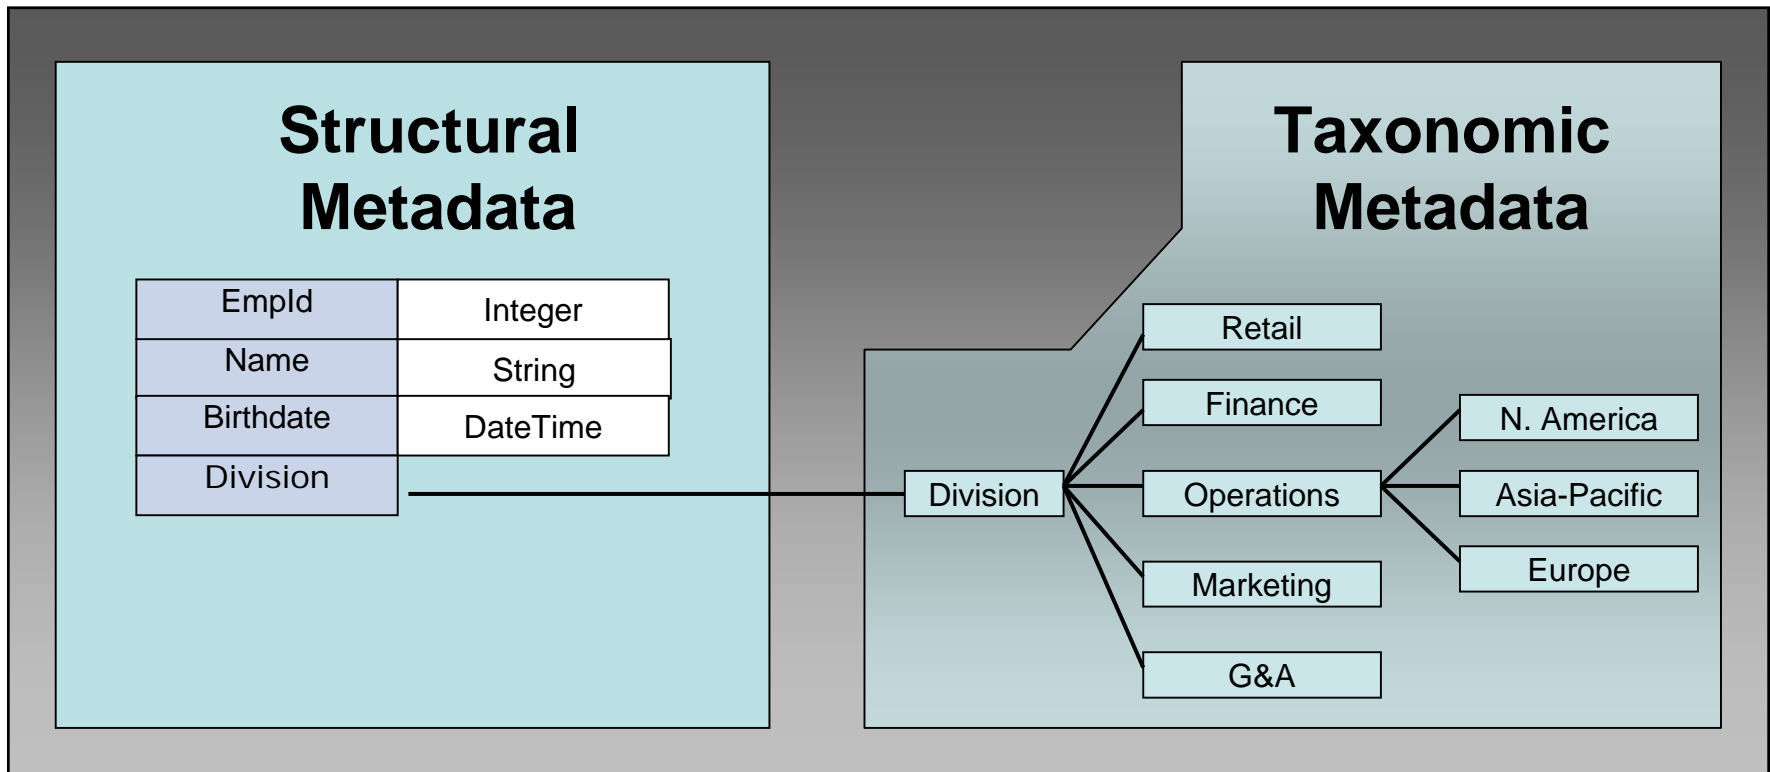 Structural
Metadata
EmpId
Integer
Name
String
Birthdate
DateTime
Division
Taxonomic
Metadata
Division
Retail
Finance
Operations
Marketing
G&A
N. America
Asia-Pacific
Europe